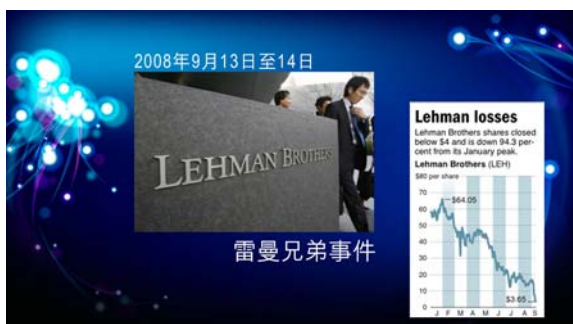 2008年9月13日至14日
LEHMAN BROTHERS
雷曼兄弟事件
Lehman losses
Lehman Brothers shares closed
below $4 and is down 94.3 per-
cent from its January peak.
Lehman Brothers (LEH)
$80 per share
70
$64.05
60
50
40
30
20
10
$3.65
0
J F M A M J J A S